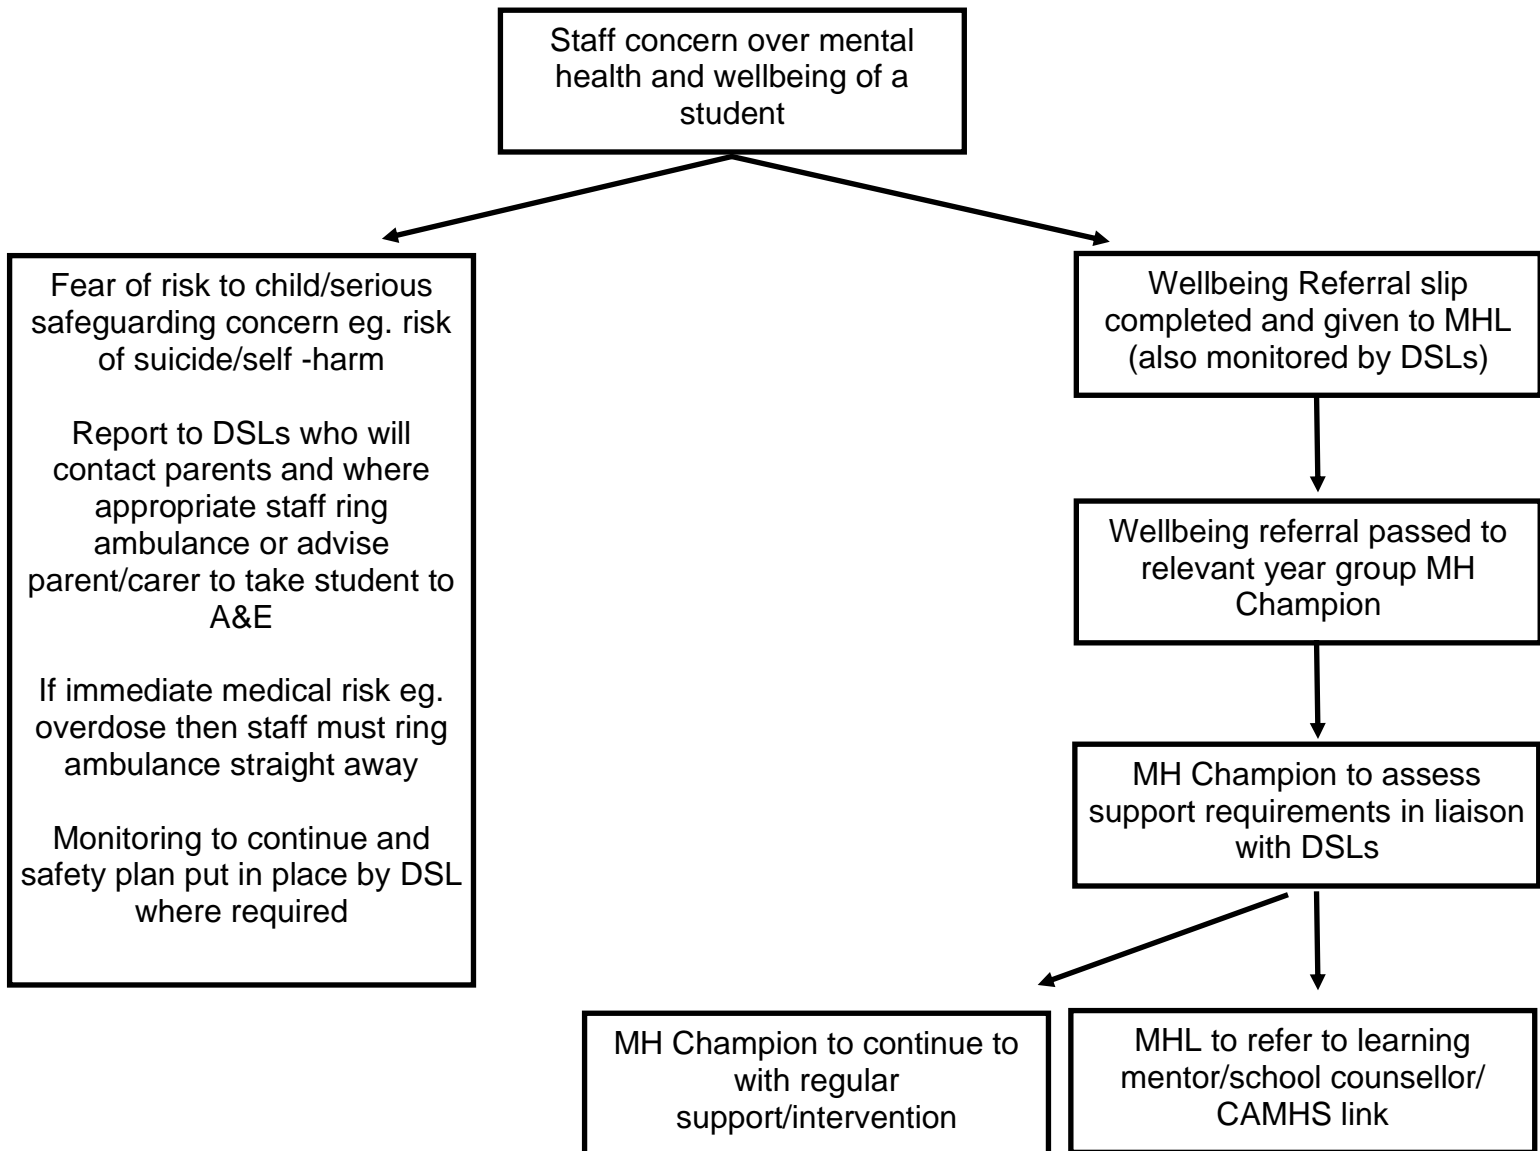 Staff concern over mental
health and wellbeing of a
student
Fear of risk to child/serious
safeguarding concern eg. risk
of suicide/self -harm
Report to DSLs who will
contact parents and where
appropriate staff ring
ambulance or advise
parent/carer to take student to
A&E
If immediate medical risk eg.
overdose then staff must ring
ambulance straight away
Monitoring to continue and
safety plan put in place by DSL
where required
Wellbeing Referral slip
completed and given to MHL
(also monitored by DSLs)
Wellbeing referral passed to
relevant year group MH
Champion
MH Champion to assess
support requirements in liaison
with DSLs
MH Champion to continue to
with regular
support/intervention
MHL to refer to learning
mentor/school counsellor/
CAMHS link